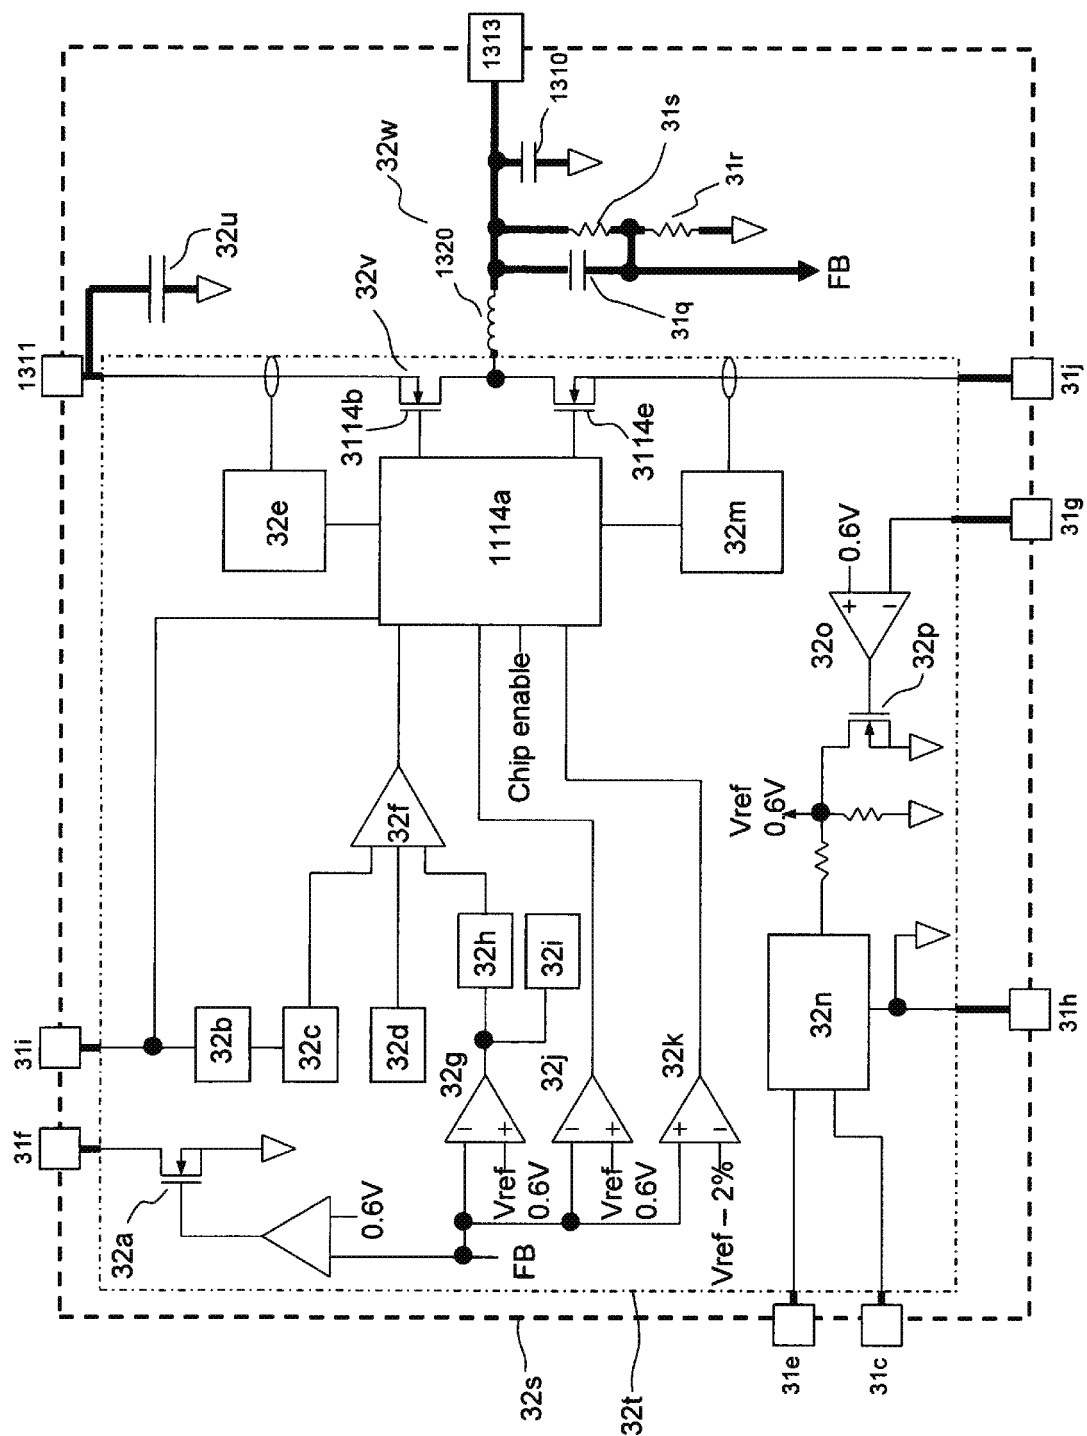 31f
31i
1311
32u
32a
0.6V
32b
32c
32d
32e
3114b
32v
32w
1320
1313
1310
31s
31r
31q
FB
FB
Vref
0.6V
32g
32h
32i
32f
1114a
Chip enable
Vref
0.6V
32j
Vref – 2%
32k
32m
3114e
32n
Vref
0.6V
32o
0.6V
32p
31e
31c
31h
31g
31j
32s
32t